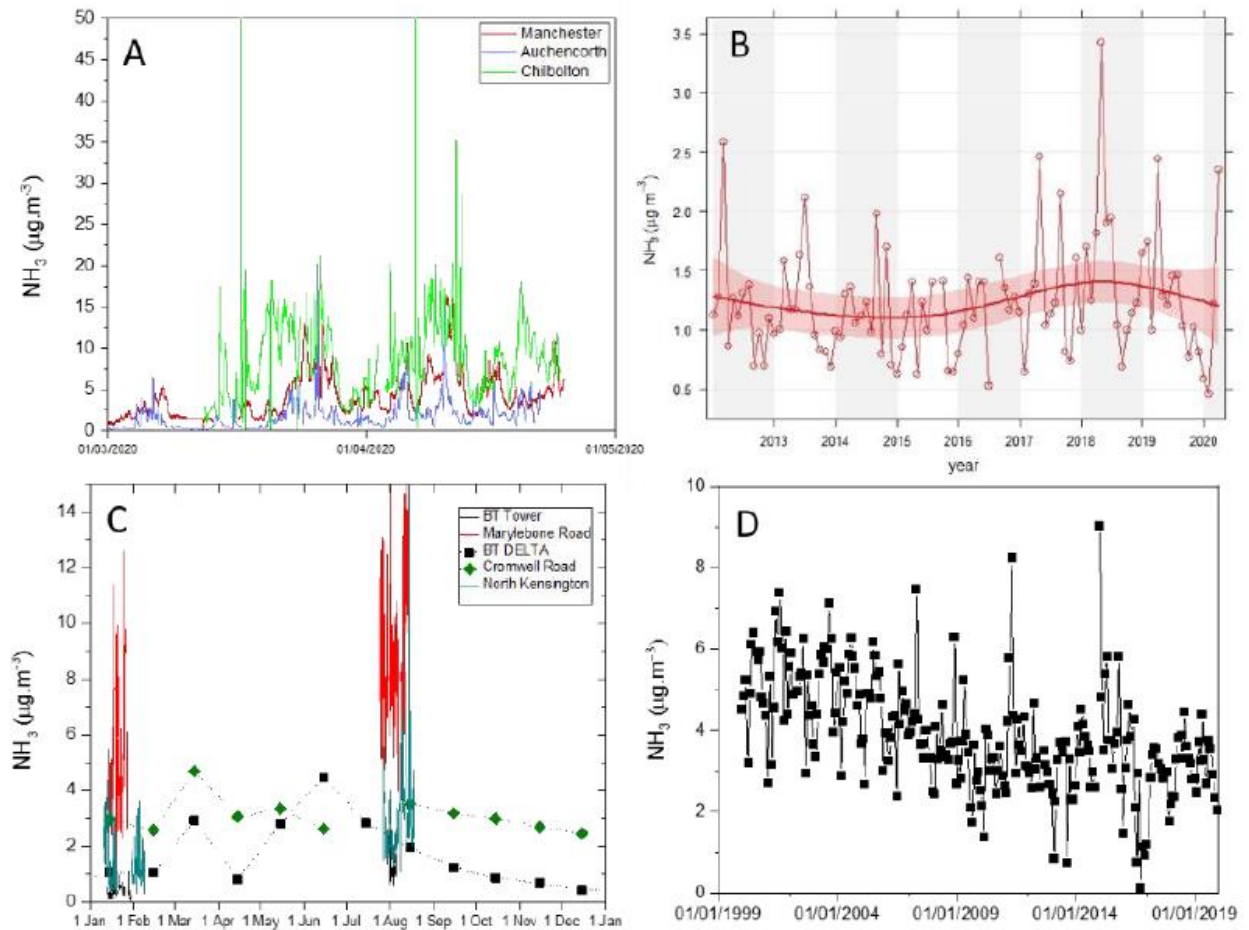 A
Manchester
Auchencorth
Chilbolton
50
45
40
35
30
25
20
15
10
5
0
NH₃ (µg.m⁻³)
01/03/2020 01/04/2020 01/05/2020
B
3.5
3.0
2.5
2.0
1.5
1.0
0.5
NH₃ (µg.m⁻³)
2013 2014 2015 2016 2017 2018 2019 2020
year
C
BT Tower
Marylebone Road
BT DELTA
Cromwell Road
North Kensington
14
12
10
8
6
4
2
0
NH₃ (µg.m⁻³)
1 Jan 1 Feb 1 Mar 1 Apr 1 May 1 Jun 1 Jul 1 Aug 1 Sep 1 Oct 1 Nov 1 Dec 1 Jan
D
10
8
6
4
2
0
NH₃ (µg.m⁻³)
01/01/1999 01/01/2004 01/01/2009 01/01/2014 01/01/2019